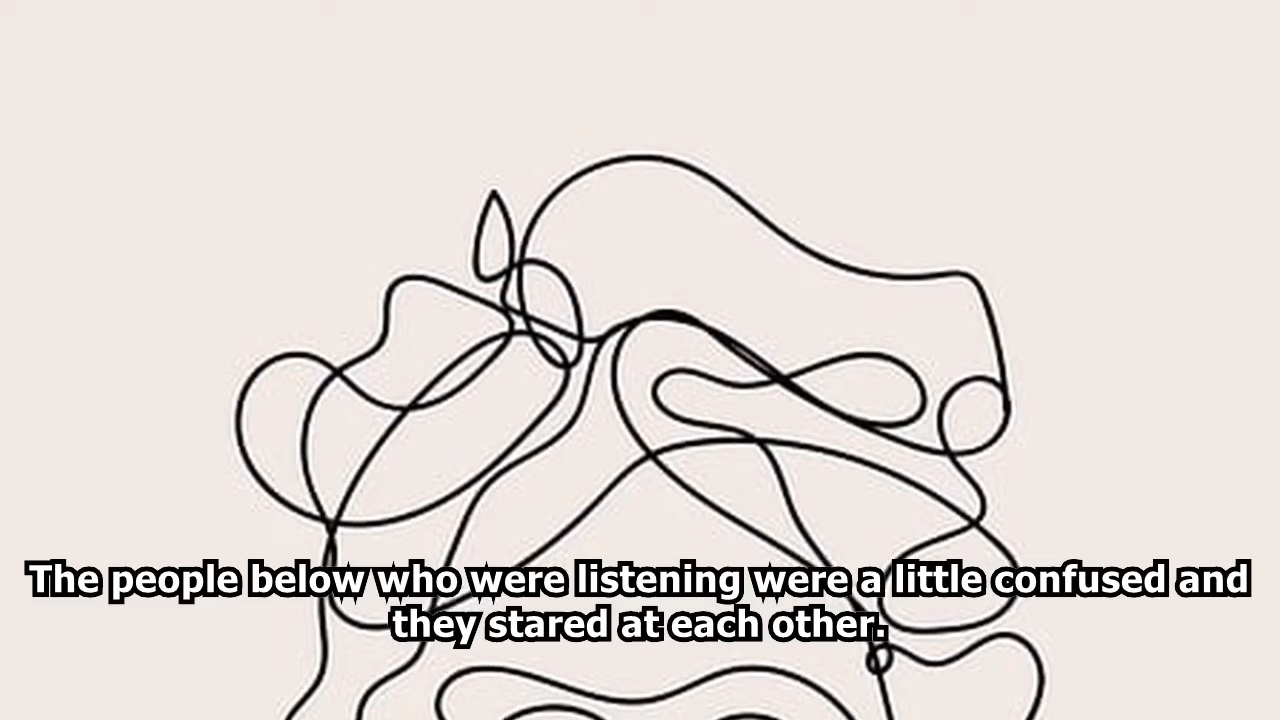 The people below who were listening were a little confused and
they stared at each other.